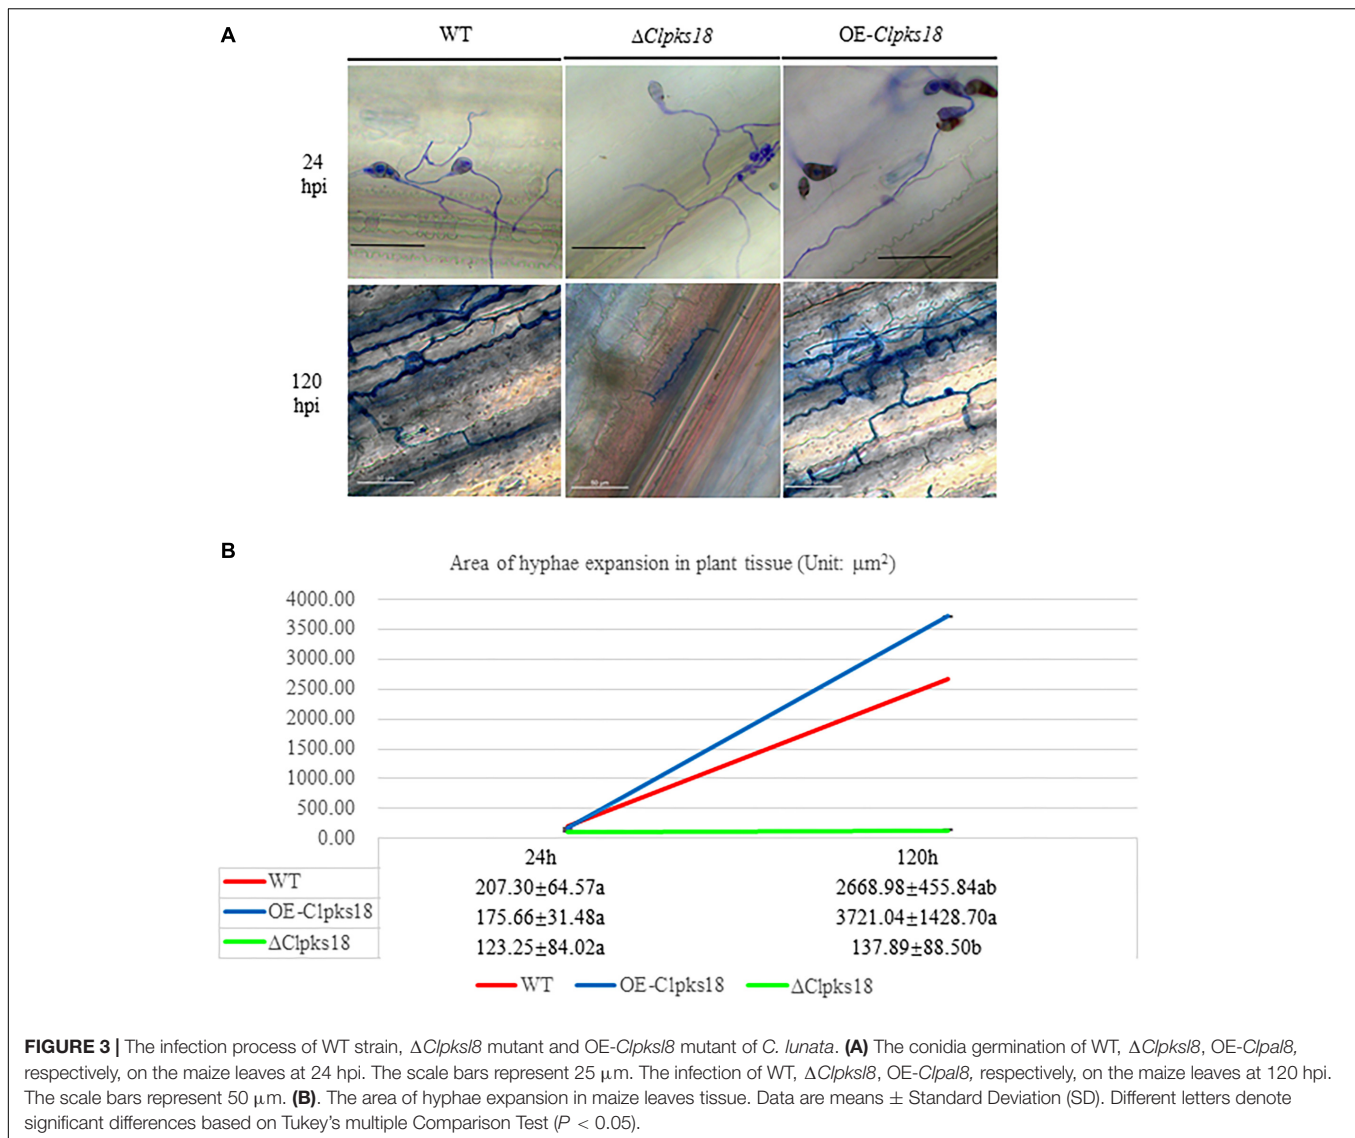 A
WT
ΔClpks18
OE-Clpks18
24
hpi
120
hpi
50 µm
B
Area of hyphae expansion in plant tissue (Unit: µm²)
4000.00
3500.00
3000.00
2500.00
2000.00
1500.00
1000.00
500.00
0.00
24h 120h
WT 207.30±64.57a 2668.98±455.84ab
OE-Clpks18 175.66±31.48a 3721.04±1428.70a
ΔClpks18 123.25±84.02a 137.89±88.50b
WT OE-Clpks18 ΔClpks18
FIGURE 3 | The infection process of WT strain, ΔClpksl8 mutant and OE-Clpksl8 mutant of C. lunata. (A) The conidia germination of WT, ΔClpksl8, OE-Clpal8,
respectively, on the maize leaves at 24 hpi. The scale bars represent 25 µm. The infection of WT, ΔClpksl8, OE-Clpal8, respectively, on the maize leaves at 120 hpi.
The scale bars represent 50 µm. (B). The area of hyphae expansion in maize leaves tissue. Data are means ± Standard Deviation (SD). Different letters denote
significant differences based on Tukey's multiple Comparison Test (P < 0.05).